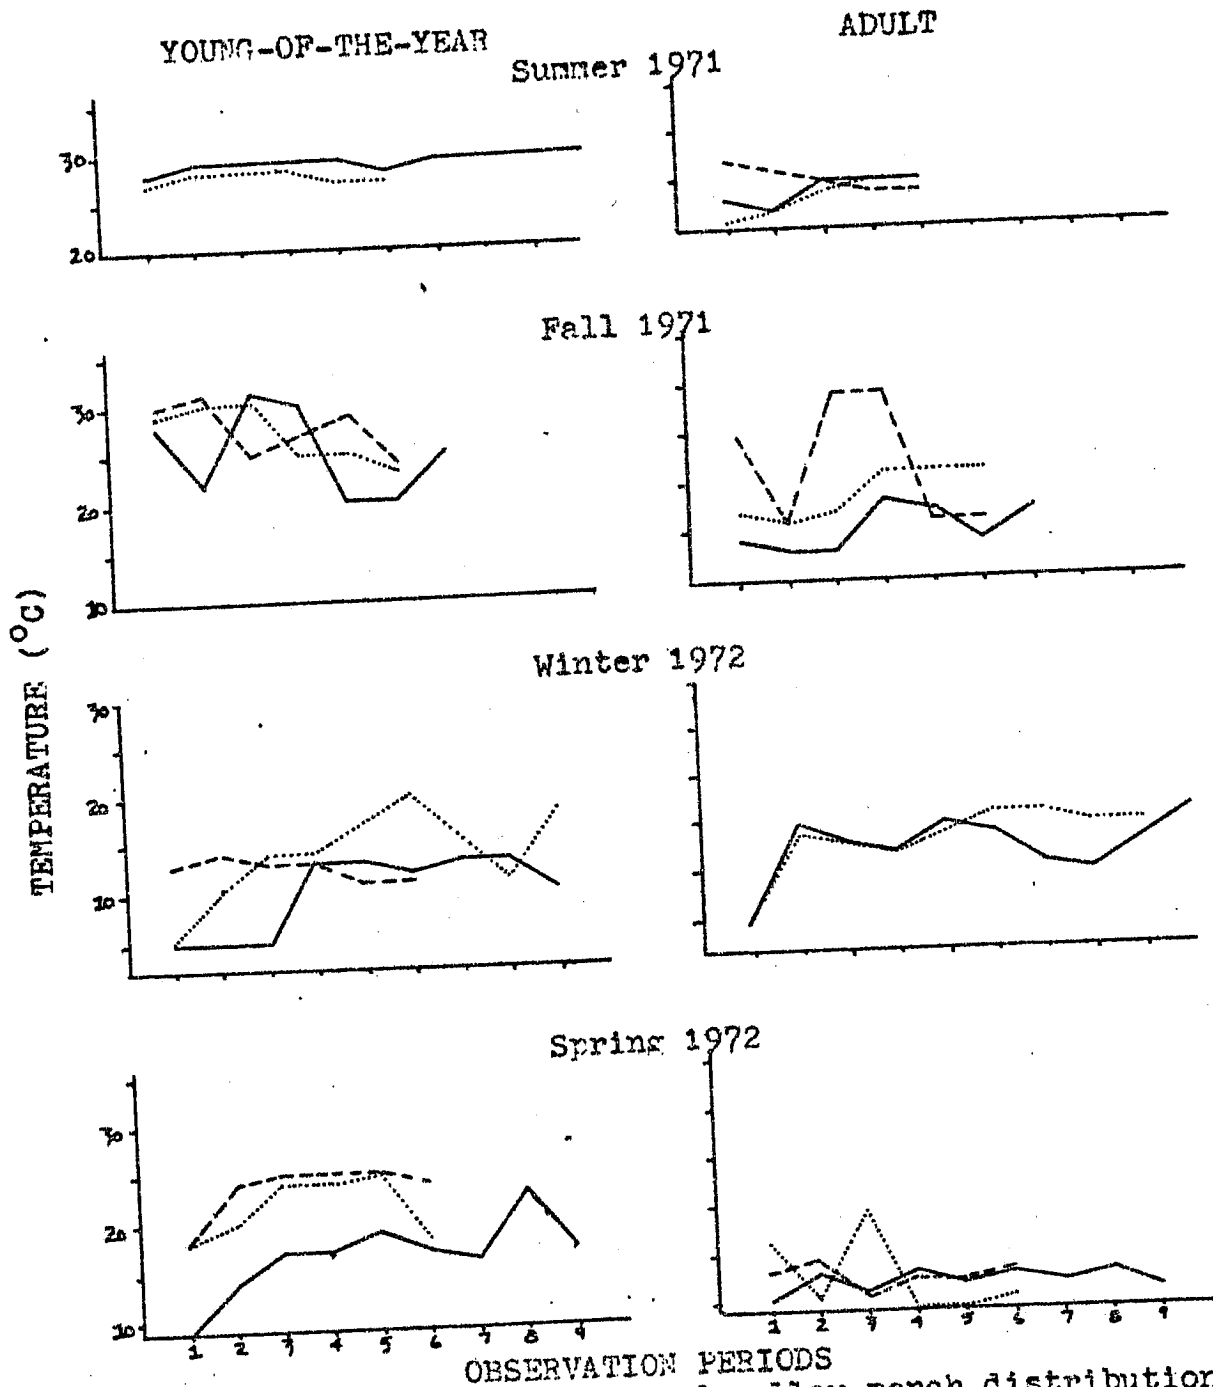 YOUNG-OF-THE-YEAR ADULT
Summer 1971
30
20
Fall 1971
30
20
10
Winter 1972
30
20
10
Spring 1972
30
20
10
TEMPERATURE (°C)
1 2 3 4 5 6 7 8 9
1 2 3 4 5 6 7 8 9
OBSERVATION PERIODS
perch distribution